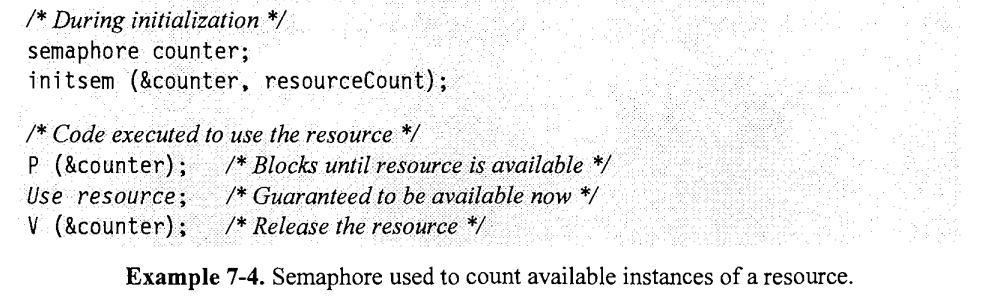 /* During initialization */
semaphore counter;
initsem (&counter, resourceCount);
/* Code executed to use the resource */
P (&counter); /* Blocks until resource is available */
Use resource; /* Guaranteed to be available now */
V (&counter); /* Release the resource */
Example 7-4. Semaphore used to count available instances of a resource.